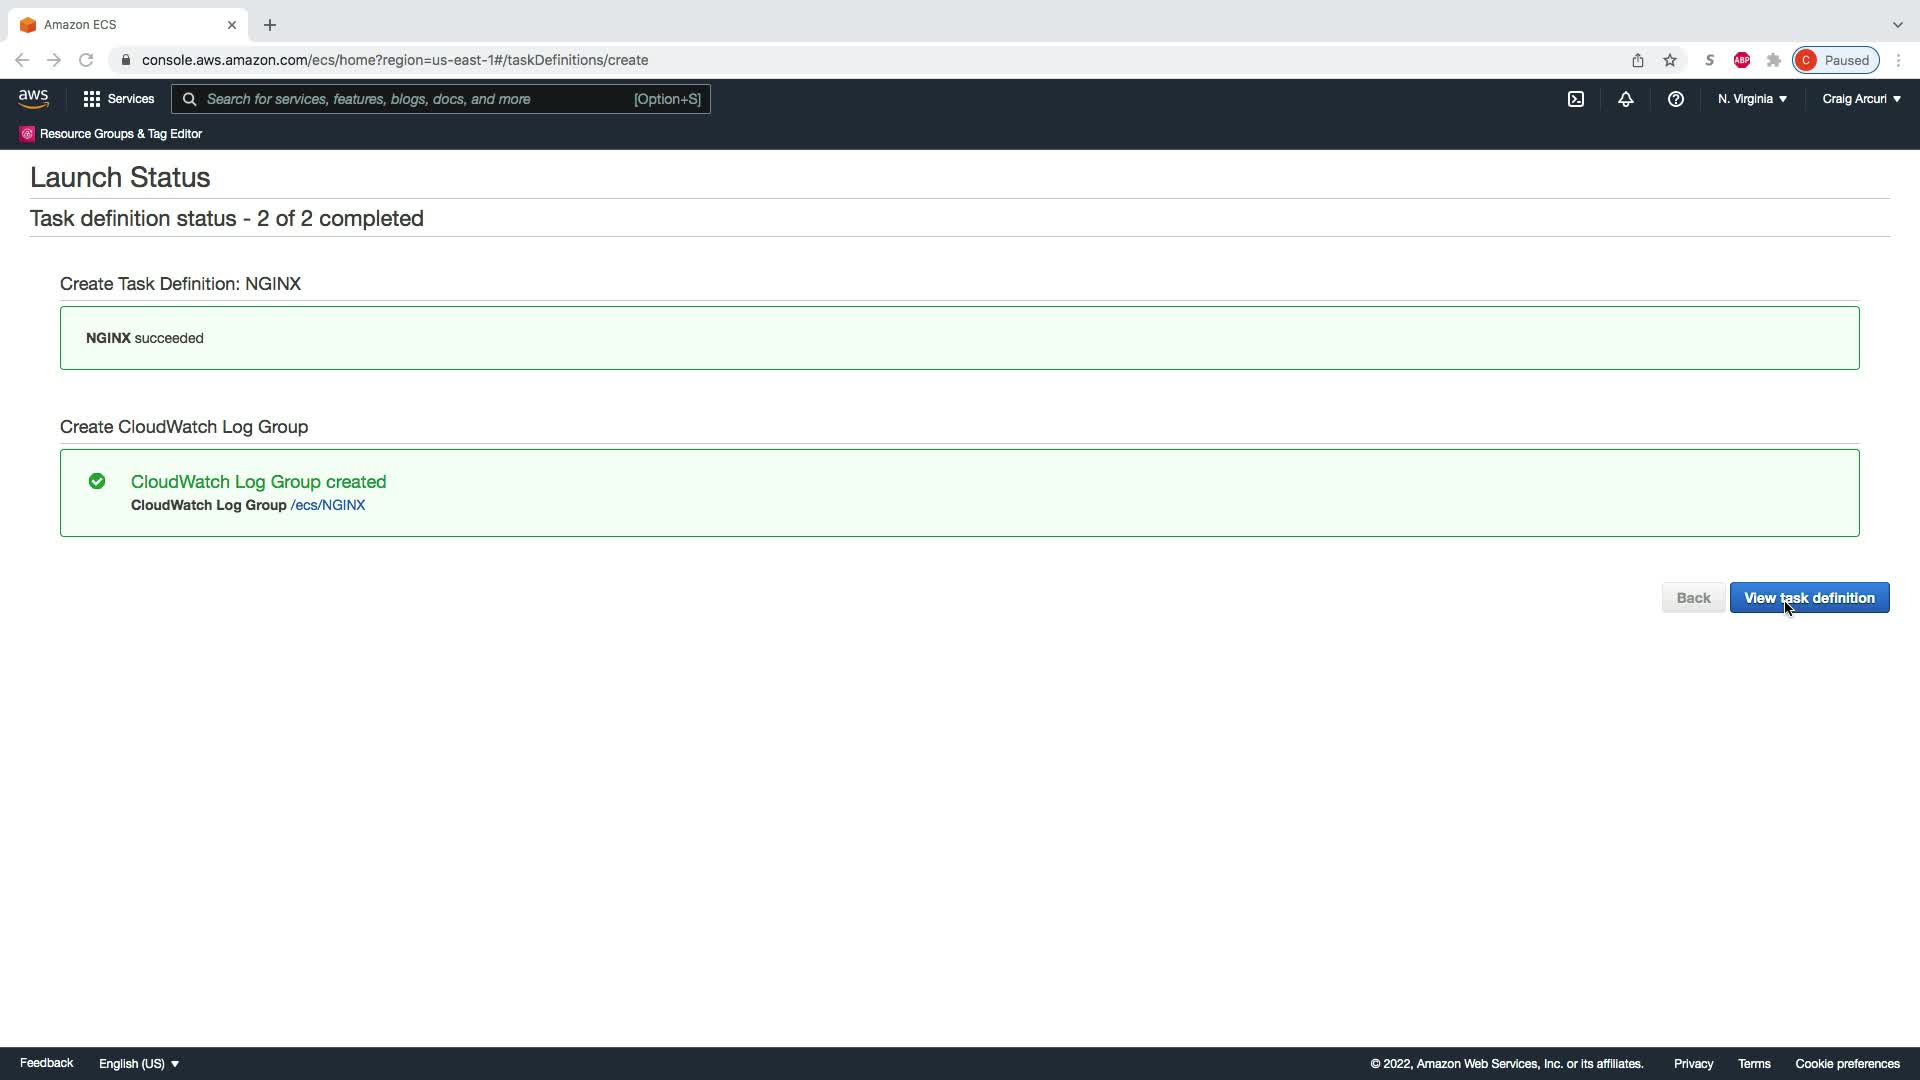 Amazon ECS
console.aws.amazon.com/ecs/home?region=us-east-1#/taskDefinitions/create
S
ABP
C Paused
aws
Services
Search for services, features, blogs, docs, and more [Option+S]
N. Virginia
Craig Arcuri
Resource Groups & Tag Editor
Launch Status
Task definition status - 2 of 2 completed
Create Task Definition: NGINX
NGINX succeeded
Create CloudWatch Log Group
CloudWatch Log Group created
CloudWatch Log Group /ecs/NGINX
Back
View task definition
Feedback
English (US)
© 2022, Amazon Web Services, Inc. or its affiliates.
Privacy
Terms
Cookie preferences